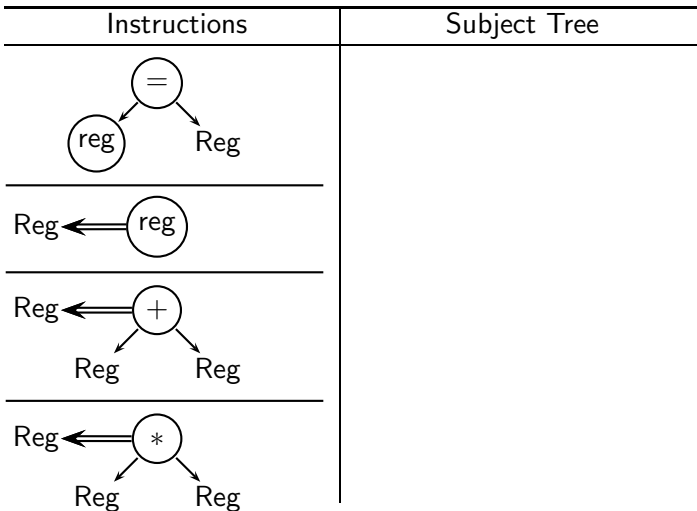 Instructions Subject Tree
=
reg Reg
Reg reg
Reg +
Reg Reg
Reg *
Reg Reg